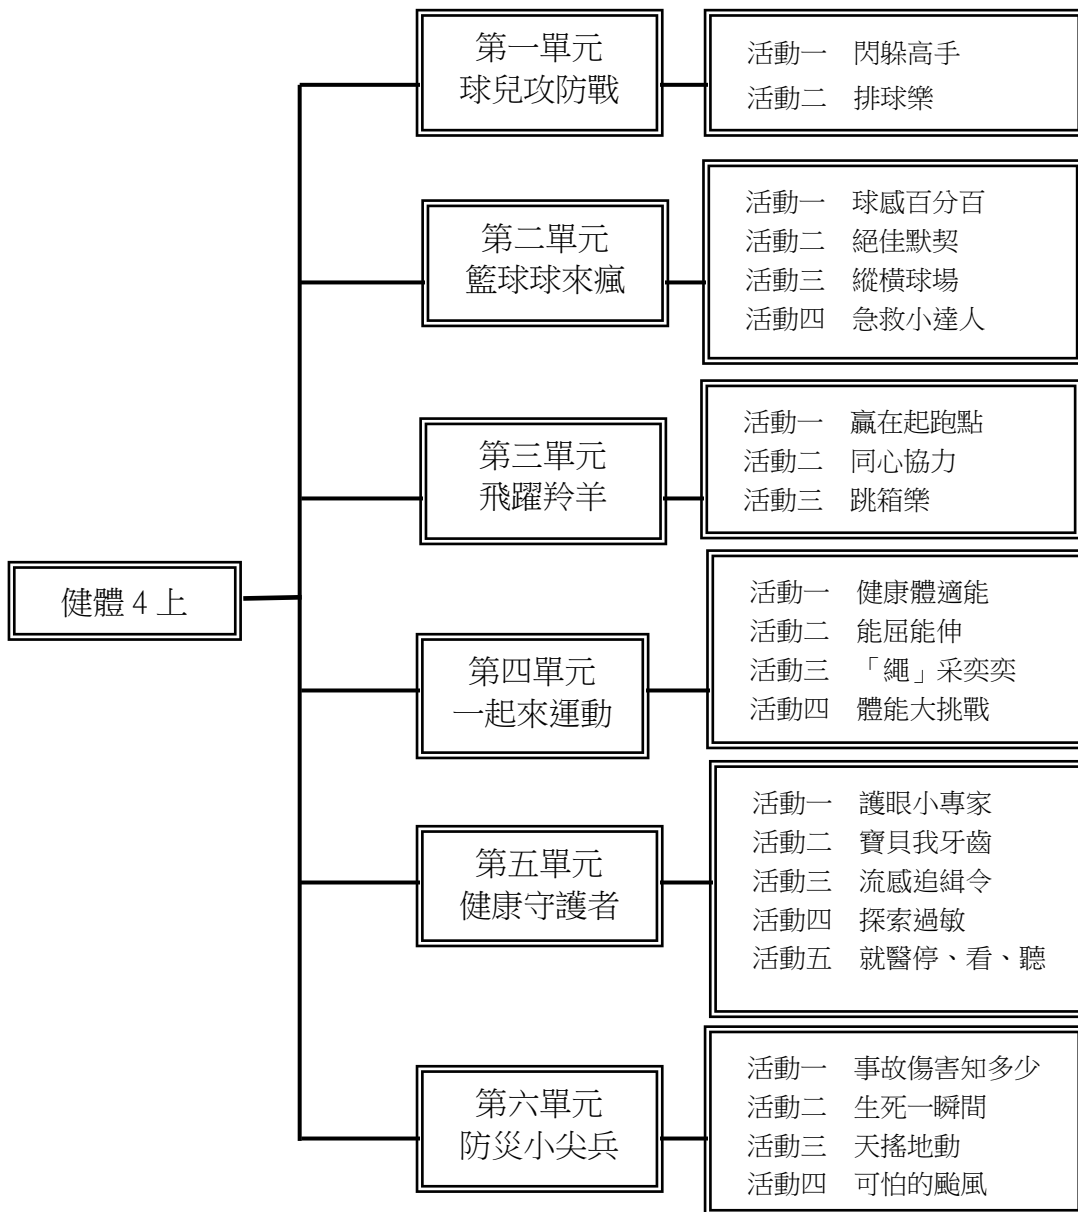 健體 4 上
第一單元
球兒攻防戰
活動一　閃躲高手
活動二　排球樂
第二單元
籃球球來瘋
活動一　球感百分百
活動二　絕佳默契
活動三　縱橫球場
活動四　急救小達人
第三單元
飛躍羚羊
活動一　贏在起跑點
活動二　同心協力
活動三　跳箱樂
第四單元
一起來運動
活動一　健康體適能
活動二　能屈能伸
活動三　「繩」采奕奕
活動四　體能大挑戰
第五單元
健康守護者
活動一　護眼小專家
活動二　寶貝我牙齒
活動三　流感追緝令
活動四　探索過敏
活動五　就醫停、看、聽
第六單元
防災小尖兵
活動一　事故傷害知多少
活動二　生死一瞬間
活動三　天搖地動
活動四　可怕的颱風